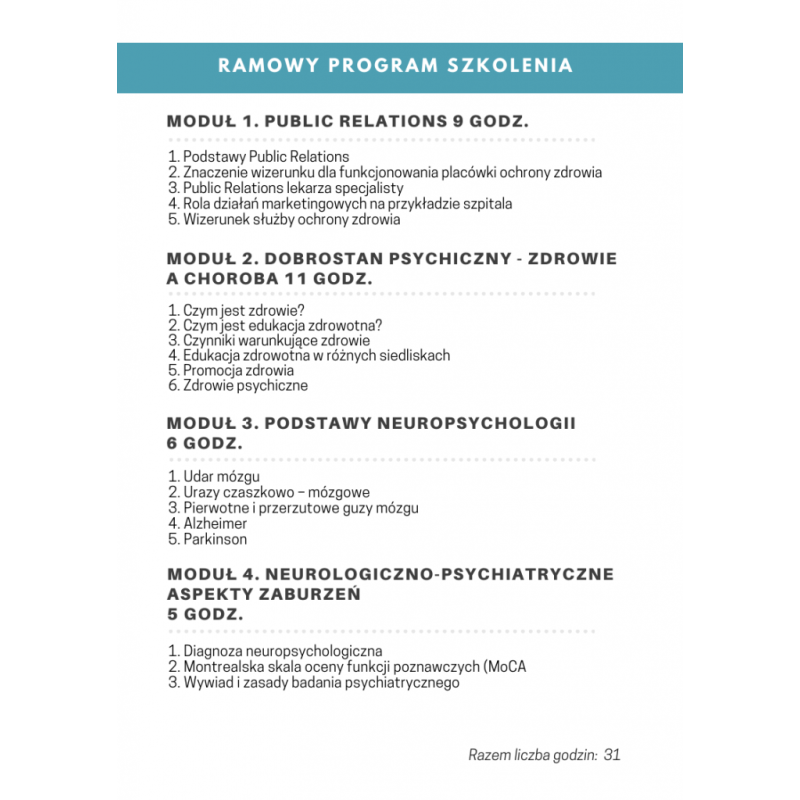 RAMOWY PROGRAM SZKOLENIA
MODUŁ 1. PUBLIC RELATIONS 9 GODZ.
1. Podstawy Public Relations
2. Znaczenie wizerunku dla funkcjonowania placówki ochrony zdrowia
3. Public Relations lekarza specjalisty
4. Rola działań marketingowych na przykładzie szpitala
5. Wizerunek służby ochrony zdrowia
MODUŁ 2. DOBROSTAN PSYCHICZNY - ZDROWIE
A CHOROBA 11 GODZ.
1. Czym jest zdrowie?
2. Czym jest edukacja zdrowotna?
3. Czynniki warunkujące zdrowie
4. Edukacja zdrowotna w różnych siedliskach
5. Promocja zdrowia
6. Zdrowie psychiczne
MODUŁ 3. PODSTAWY NEUROPSYCHOLOGII
6 GODZ.
1. Udar mózgu
2. Urazy czaszkowo – mózgowe
3. Pierwotne i przerzutowe guzy mózgu
4. Alzheimer
5. Parkinson
MODUŁ 4. NEUROLOGICZNO-PSYCHIATRYCZNE
ASPEKTY ZABURZEŃ
5 GODZ.
1. Diagnoza neuropsychologiczna
2. Montrealska skala oceny funkcji poznawczych (MoCA
3. Wywiad i zasady badania psychiatrycznego
Razem liczba godzin: 31